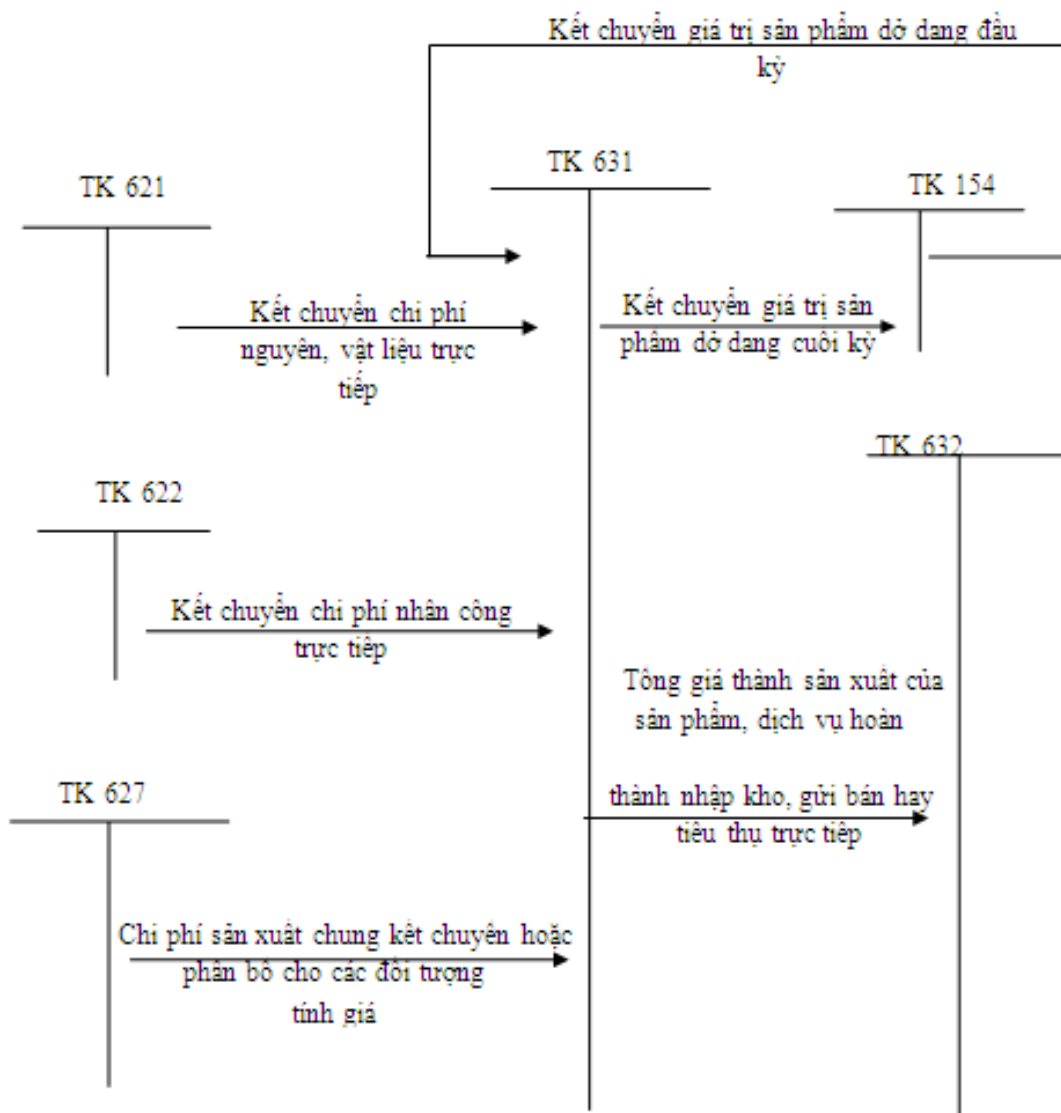 Kết chuyển giá trị sản phẩm dở dang đầu
kỳ
TK 631
TK 621
TK 154
Kết chuyển chi phí
nguyên, vật liệu trực
tiếp
Kết chuyển giá trị sản
phẩm dở dang cuối kỳ
TK 632
TK 622
Kết chuyển chi phí nhân công
trực tiếp
Tổng giá thành sản xuất của
sản phẩm, dịch vụ hoàn
thành nhập kho, gửi bán hay
tiêu thụ trực tiếp
TK 627
Chi phí sản xuất chung kết chuyển hoặc
phân bổ cho các đối tượng
tính giá